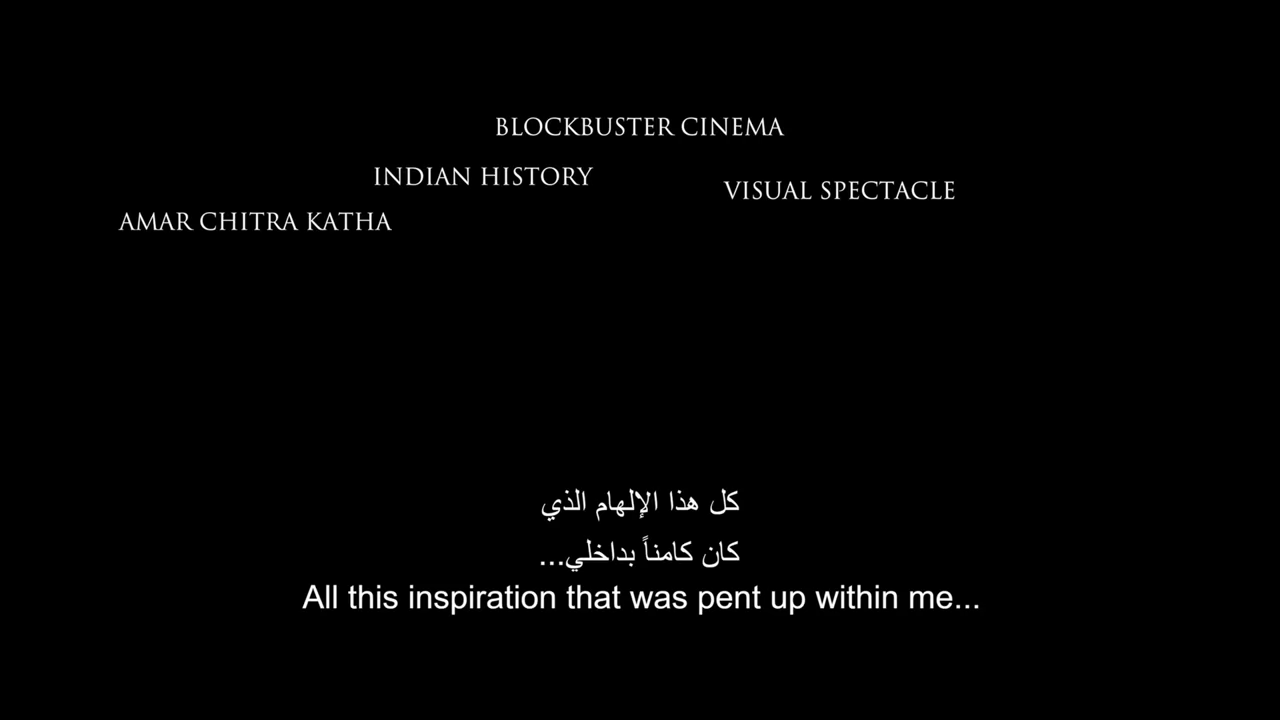 BLOCKBUSTER CINEMA
INDIAN HISTORY
VISUAL SPECTACLE
AMAR CHITRA KATHA
كل هذا الإلهام الذي
كان كامناً بداخلي...
All this inspiration that was pent up within me...